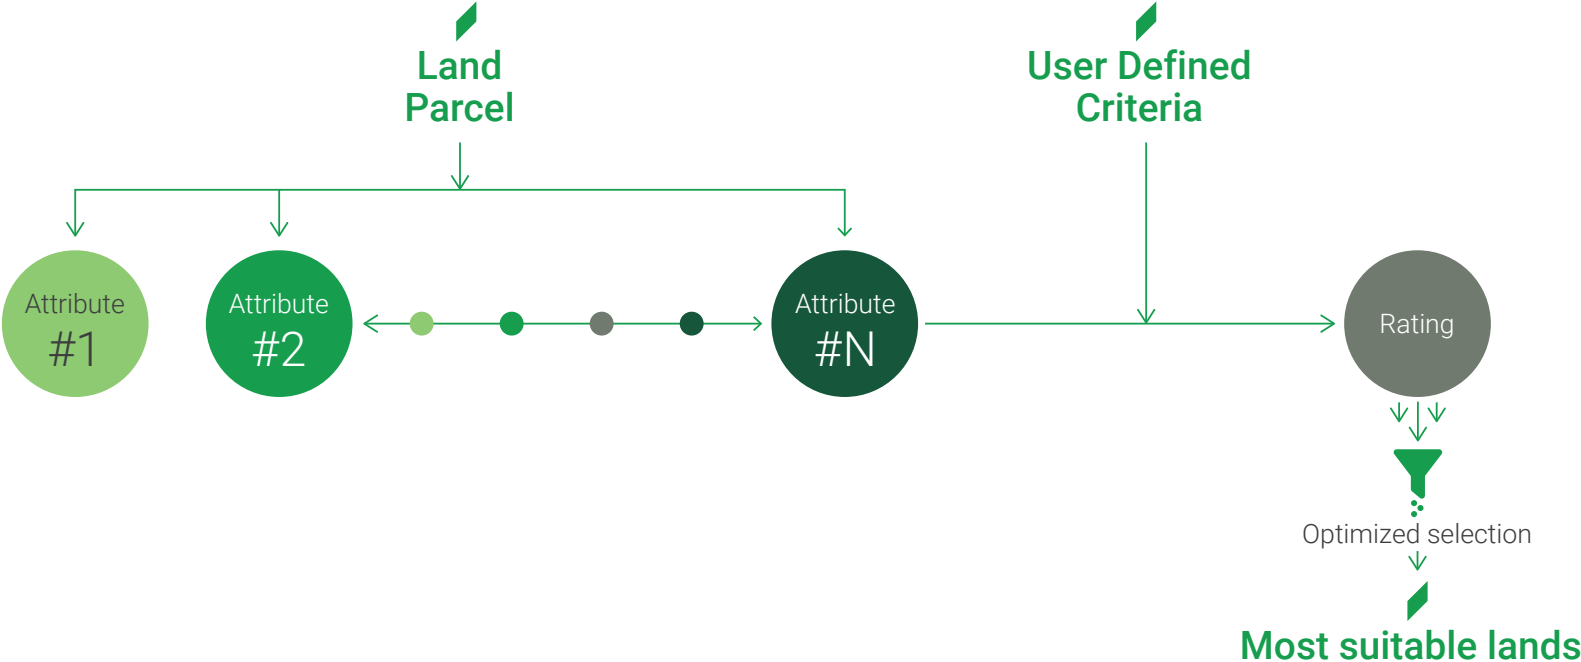 Land
Parcel
User Defined
Criteria
Attribute
#1
Attribute
#2
Attribute
#N
Rating
Optimized selection
Most suitable lands